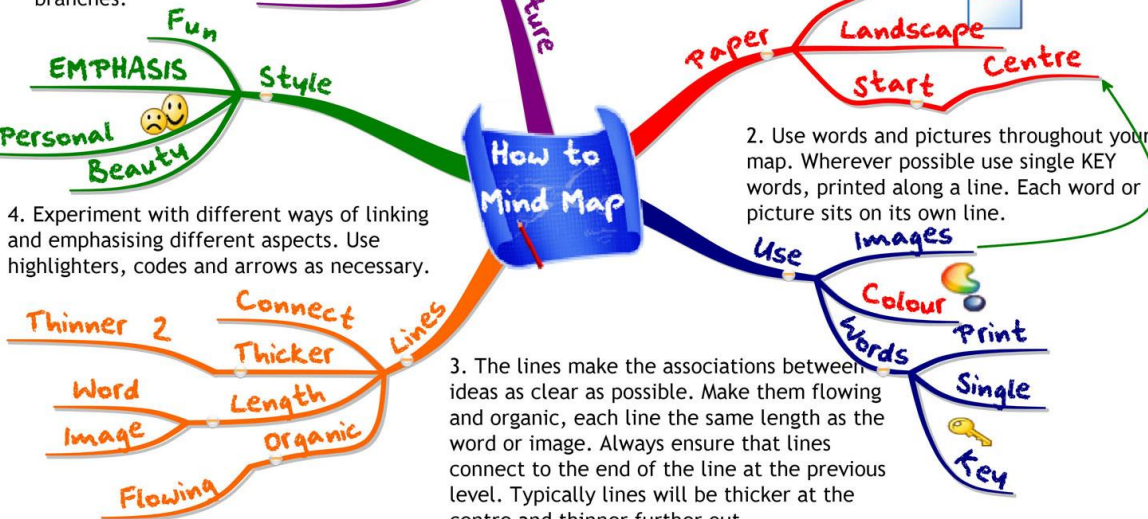 branches.
Fun
EMPHASIS
Style
Personal
Beauty
4. Experiment with different ways of linking
and emphasising different aspects. Use
highlighters, codes and arrows as necessary.
ture
How to
Mind Map
Paper
Landscape
Start
Centre
2. Use words and pictures throughout your
map. Wherever possible use single KEY
words, printed along a line. Each word or
picture sits on its own line.
Use
Images
Colour
Words
Print
Single
Key
Lines
Connect
Thinner 2
Thicker
Length
Word
Image
Organic
Flowing
3. The lines make the associations between
ideas as clear as possible. Make them flowing
and organic, each line the same length as the
word or image. Always ensure that lines
connect to the end of the line at the previous
level. Typically lines will be thicker at the
centre and thinner further out.